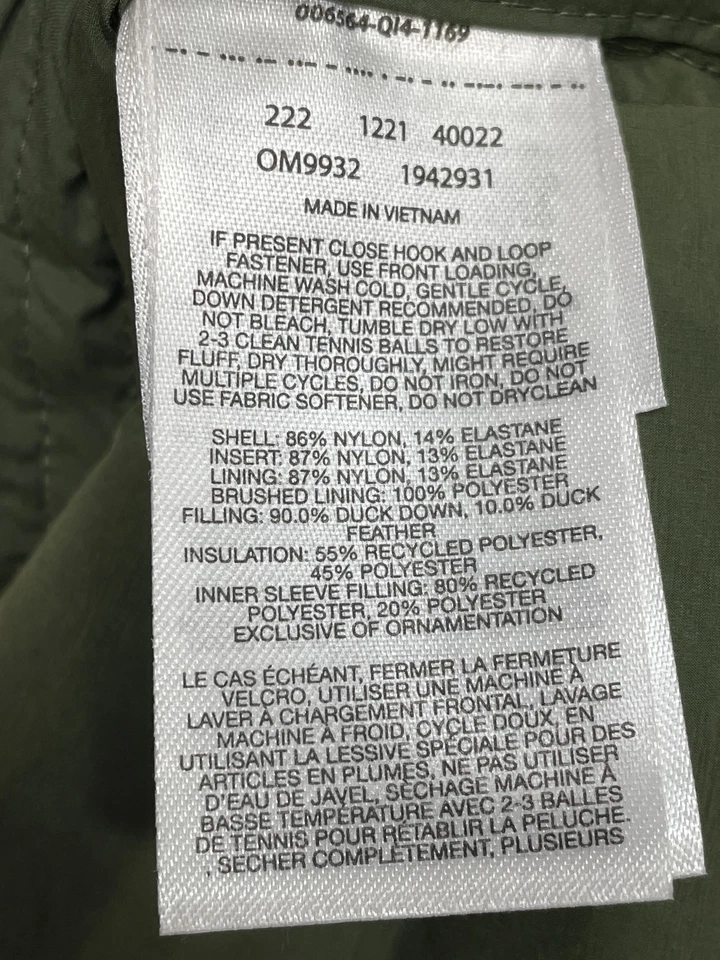 006564-QI4-1169
222 1221 40022
OM9932 1942931
MADE IN VIETNAM
IF PRESENT CLOSE HOOK AND LOOP
FASTENER, USE FRONT LOADING,
MACHINE WASH COLD, GENTLE CYCLE,
DOWN DETERGENT RECOMMENDED, DO
NOT BLEACH, TUMBLE DRY LOW WITH
2-3 CLEAN TENNIS BALLS TO RESTORE
FLUFF, DRY THOROUGHLY, MIGHT REQUIRE
MULTIPLE CYCLES, DO NOT IRON, DO NOT
USE FABRIC SOFTENER, DO NOT DRYCLEAN
SHELL: 86% NYLON, 14% ELASTANE
INSERT: 87% NYLON, 13% ELASTANE
LINING: 87% NYLON, 13% ELASTANE
BRUSHED LINING: 100% POLYESTER
FILLING: 90.0% DUCK DOWN, 10.0% DUCK
FEATHER
INSULATION: 55% RECYCLED POLYESTER,
45% POLYESTER
INNER SLEEVE FILLING: 80% RECYCLED
POLYESTER, 20% POLYESTER
EXCLUSIVE OF ORNAMENTATION
LE CAS ÉCHÉANT, FERMER LA FERMETURE
VELCRO, UTILISER UNE MACHINE À
LAVER À CHARGEMENT FRONTAL, LAVAGE
MACHINE À FROID, CYCLE DOUX, EN
UTILISANT LA LESSIVE SPÉCIALE POUR DES
ARTICLES EN PLUMES, NE PAS UTILISER
D'EAU DE JAVEL, SÉCHAGE MACHINE À
BASSE TEMPÉRATURE AVEC 2-3 BALLES
DE TENNIS POUR RÉTABLIR LA PELUCHE.
, SÉCHER COMPLÈTEMENT, PLUSIEURS